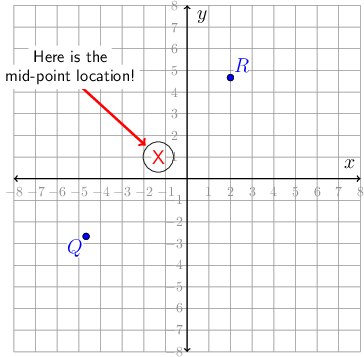 8
y
7
6
R
Here is the
mid-point location!
5
4
3
2
X
1
x
−8 −7 −6 −5 −4 −3 −2 −1 1 2 3 4 5 6 7 8
−1
−2
Q
−3
−4
−5
−6
−7
−8